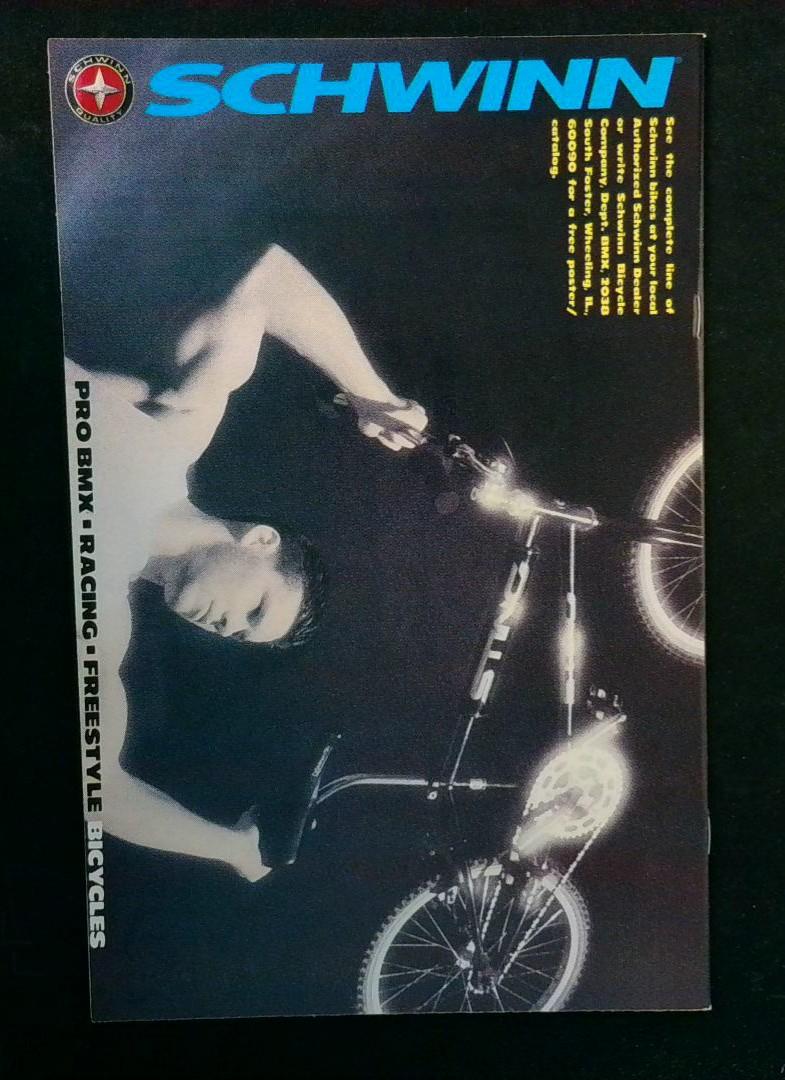 SCHWINN
QUALITY
SCHWINN
See the complete line of
Schwinn bikes at your local
Authorized Schwinn Dealer
or write Schwinn Bicycle
Company, Dept. BMX, 2038
South Foster, Wheeling, IL,
60090 for a free poster/
catalog.
STING
PRO BMX ▪ RACING ▪ FREESTYLE BICYCLES